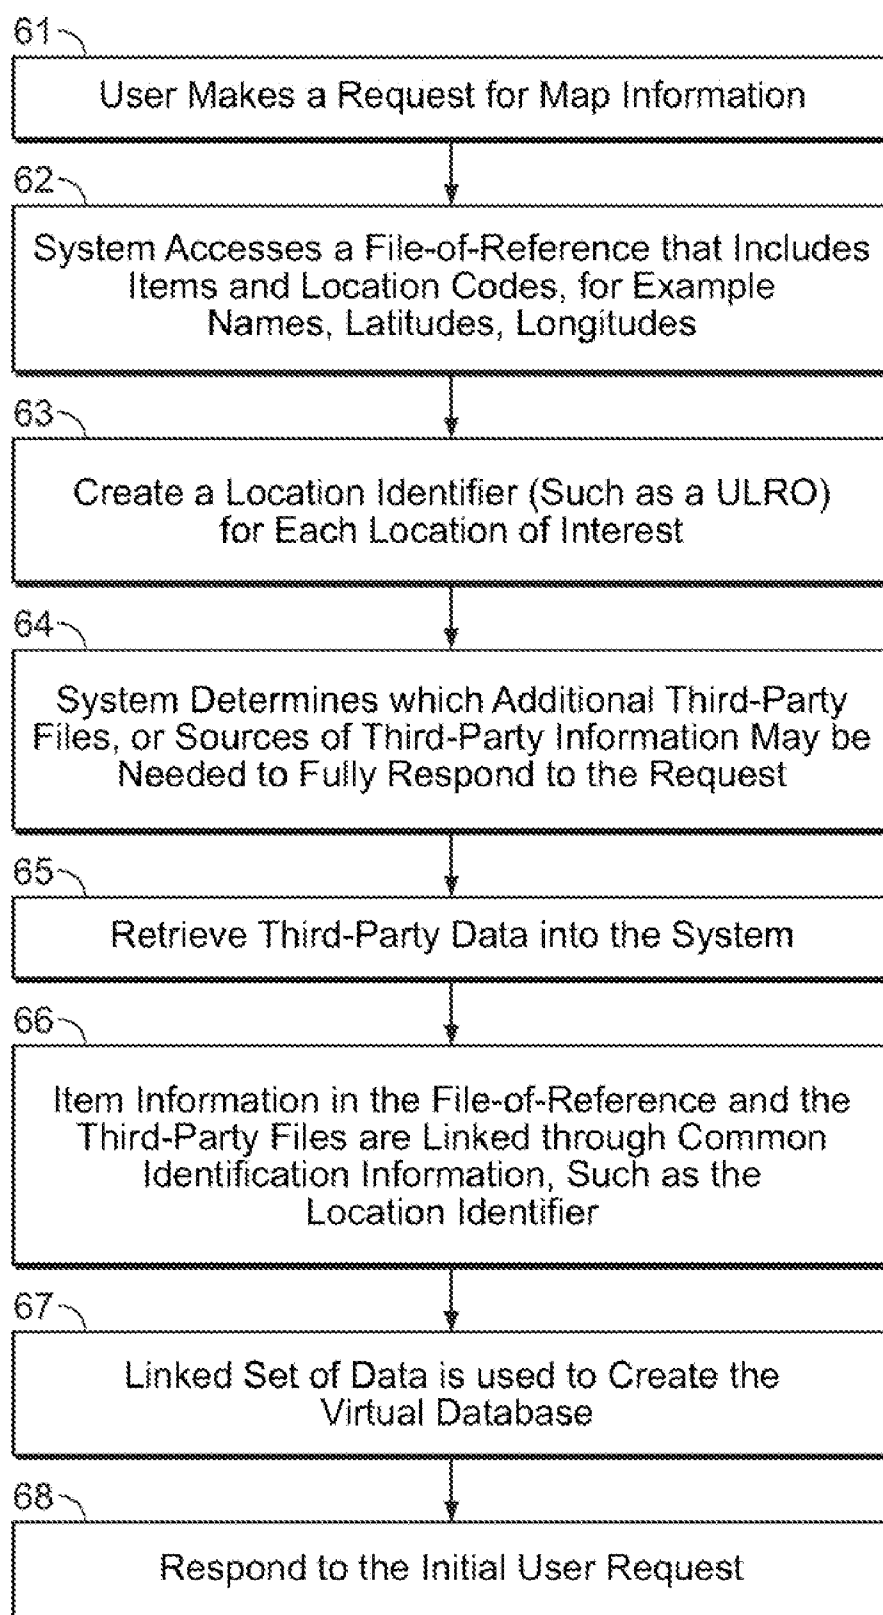 61
User Makes a Request for Map Information
62
System Accesses a File-of-Reference that Includes
Items and Location Codes, for Example
Names, Latitudes, Longitudes
63
Create a Location Identifier (Such as a ULRO)
for Each Location of Interest
64
System Determines which Additional Third-Party
Files, or Sources of Third-Party Information May be
Needed to Fully Respond to the Request
65
Retrieve Third-Party Data into the System
66
Item Information in the File-of-Reference and the
Third-Party Files are Linked through Common
Identification Information, Such as the
Location Identifier
67
Linked Set of Data is used to Create the
Virtual Database
68
Respond to the Initial User Request